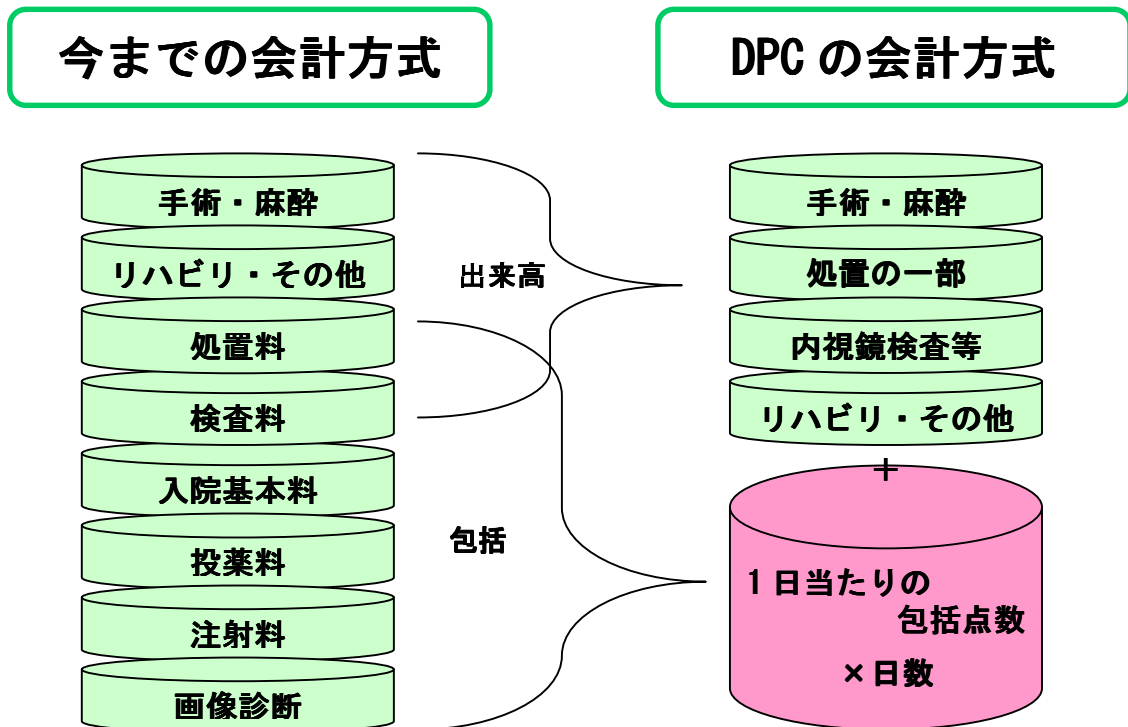 今までの会計方式
DPCの会計方式
手術・麻酔
リハビリ・その他
処置料
検査料
入院基本料
投薬料
注射料
画像診断
出来高
包括
手術・麻酔
処置の一部
内視鏡検査等
リハビリ・その他
+
1日当たりの
包括点数
×日数